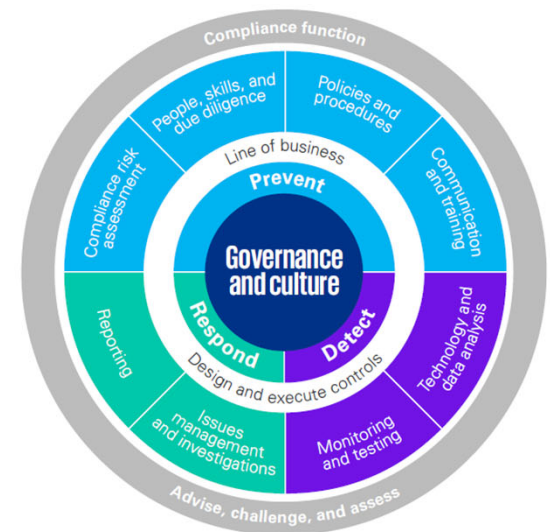 Compliance function
People, skills, and
due diligence
Policies and
procedures
Compliance risk
assessment
Line of business
Communication
and training
Prevent
Governance
and culture
Respond
Detect
Reporting
Design and execute controls
Technology and
data analysis
Issues
management
and investigations
Monitoring
and testing
Advise, challenge, and assess